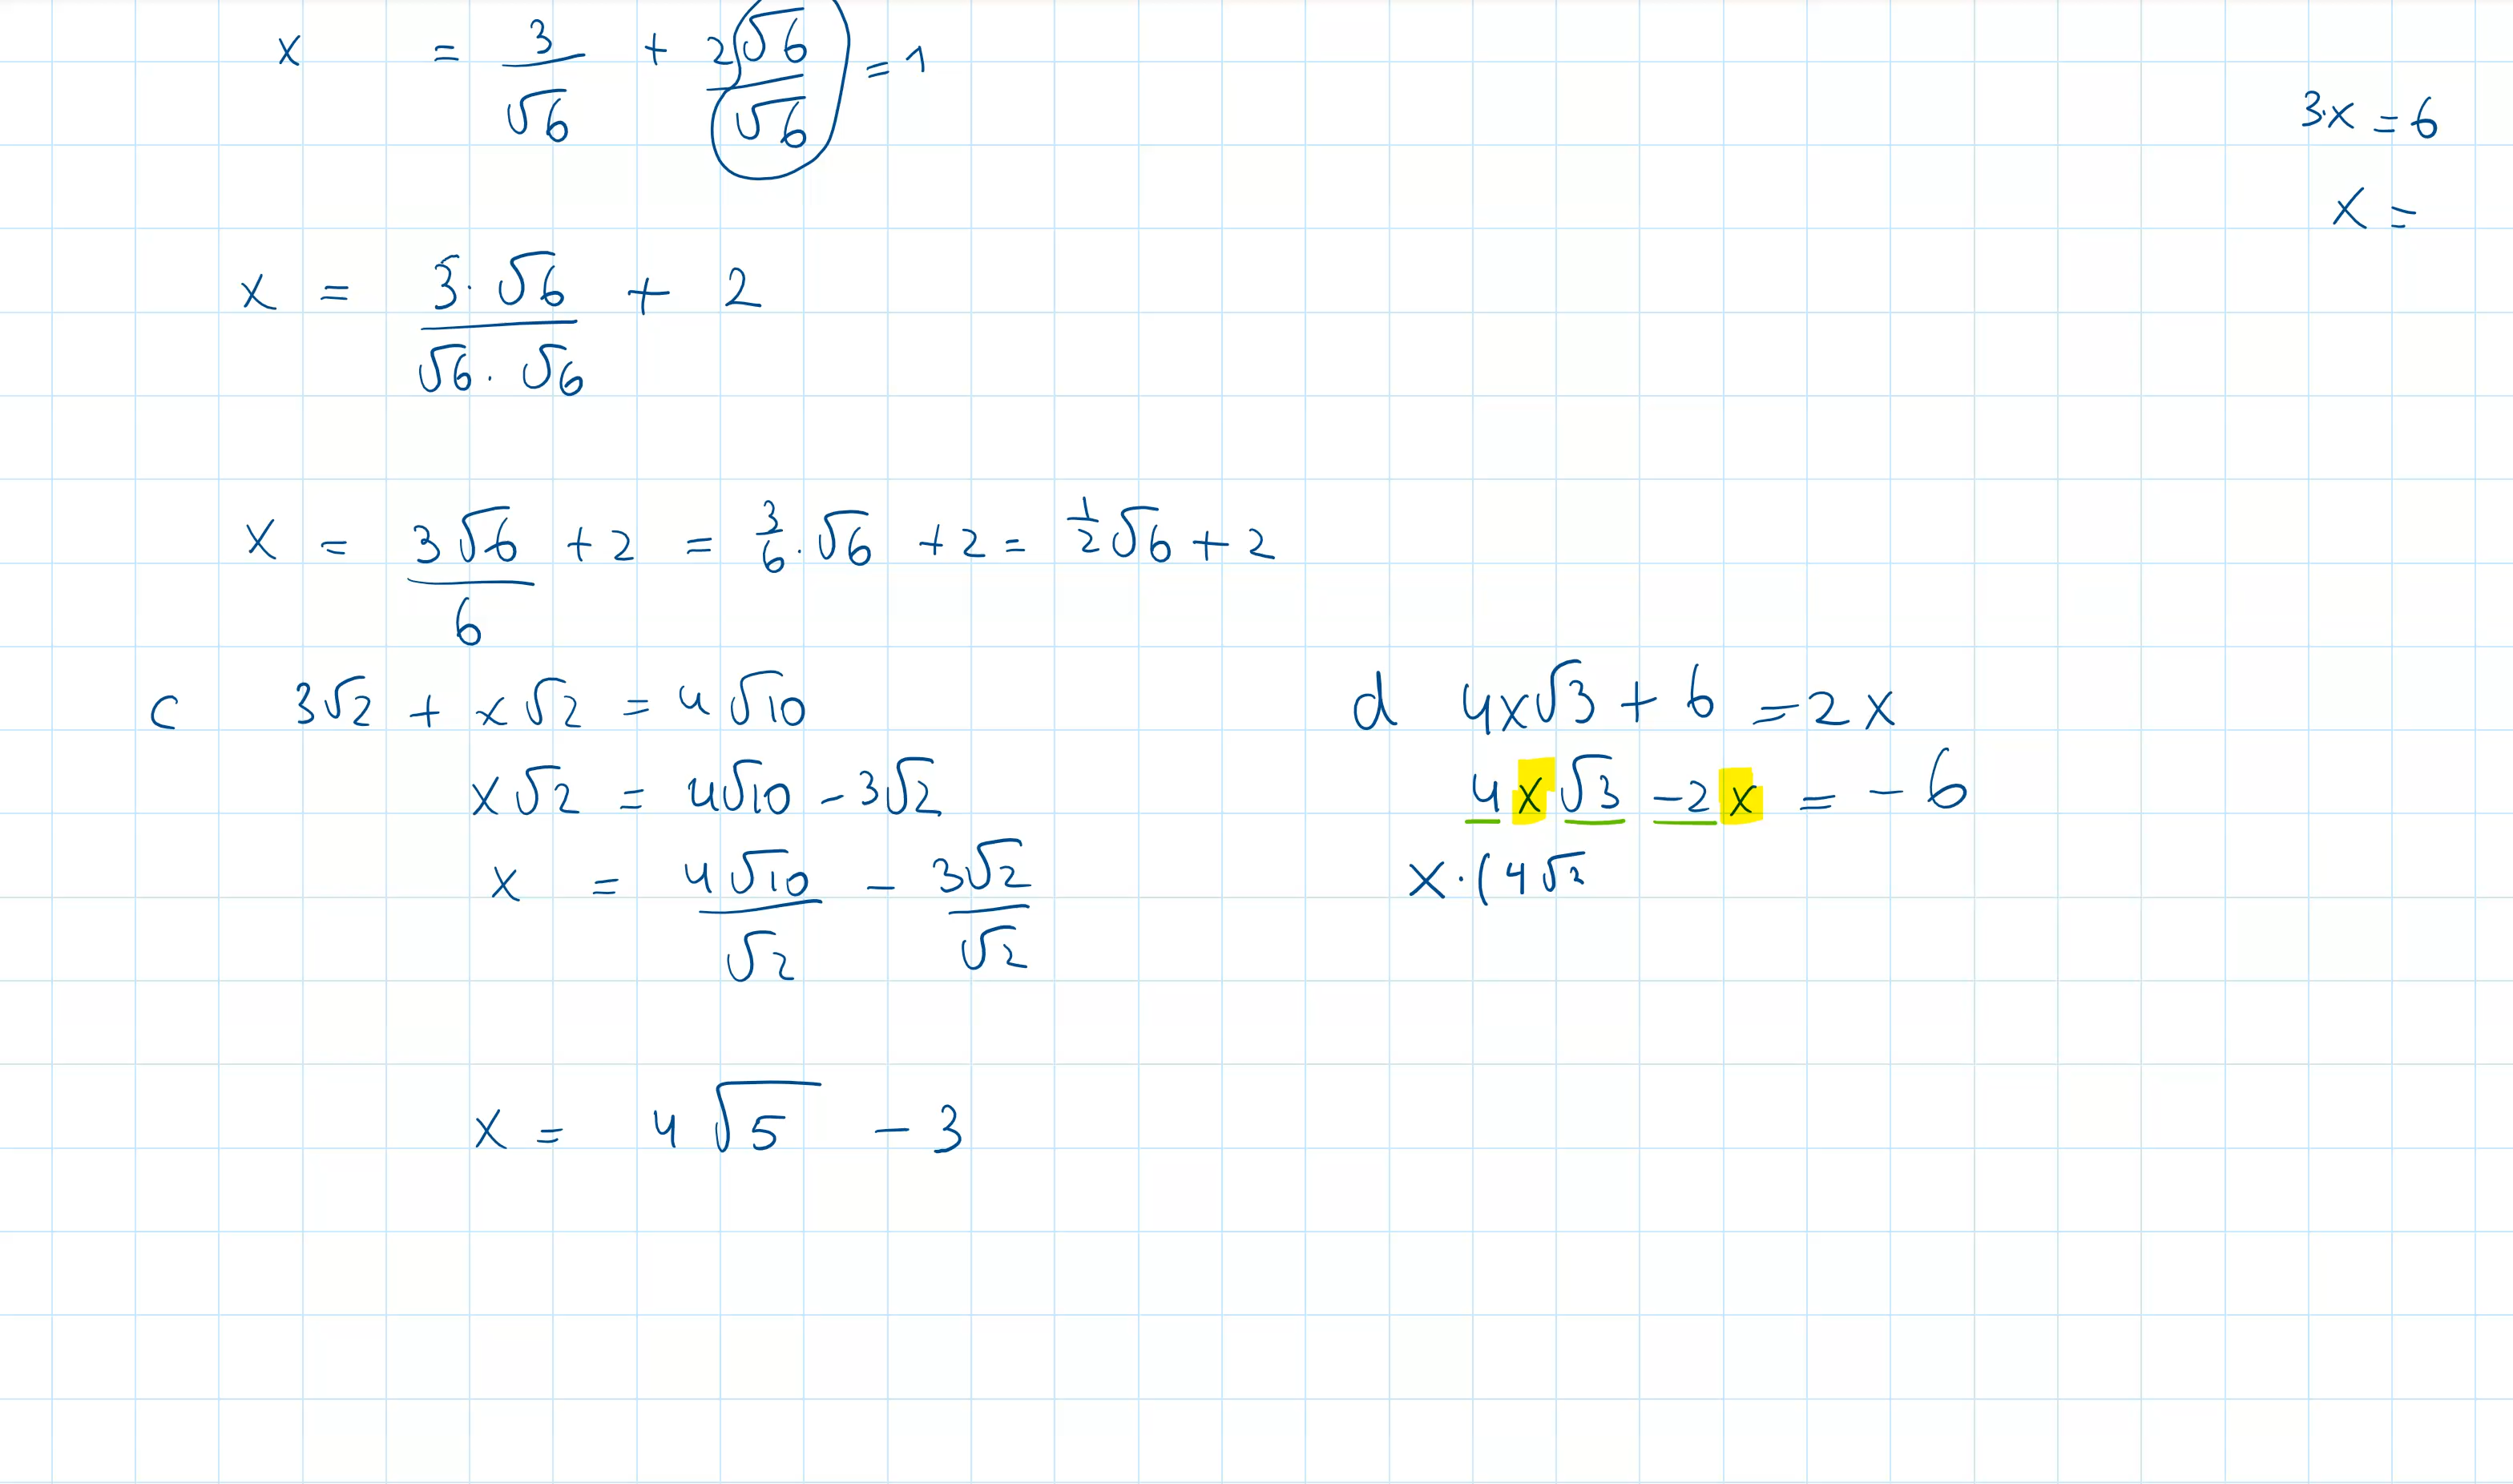 x = 3/√6 + 2√6/√6 = 1
3·x = 6
x =
x = 3·√6/√6·√6 + 2
x = 3√6/6 + 2 = 3/6·√6 + 2 = 1/2√6 + 2
c 3√2 + x√2 = 4√10
x√2 = 4√10 - 3√2
x = 4√10/√2 - 3√2/√2
x = 4√5 - 3
d 4x√3 + 6 = 2x
4x√3 - 2x = -6
x·(4√3